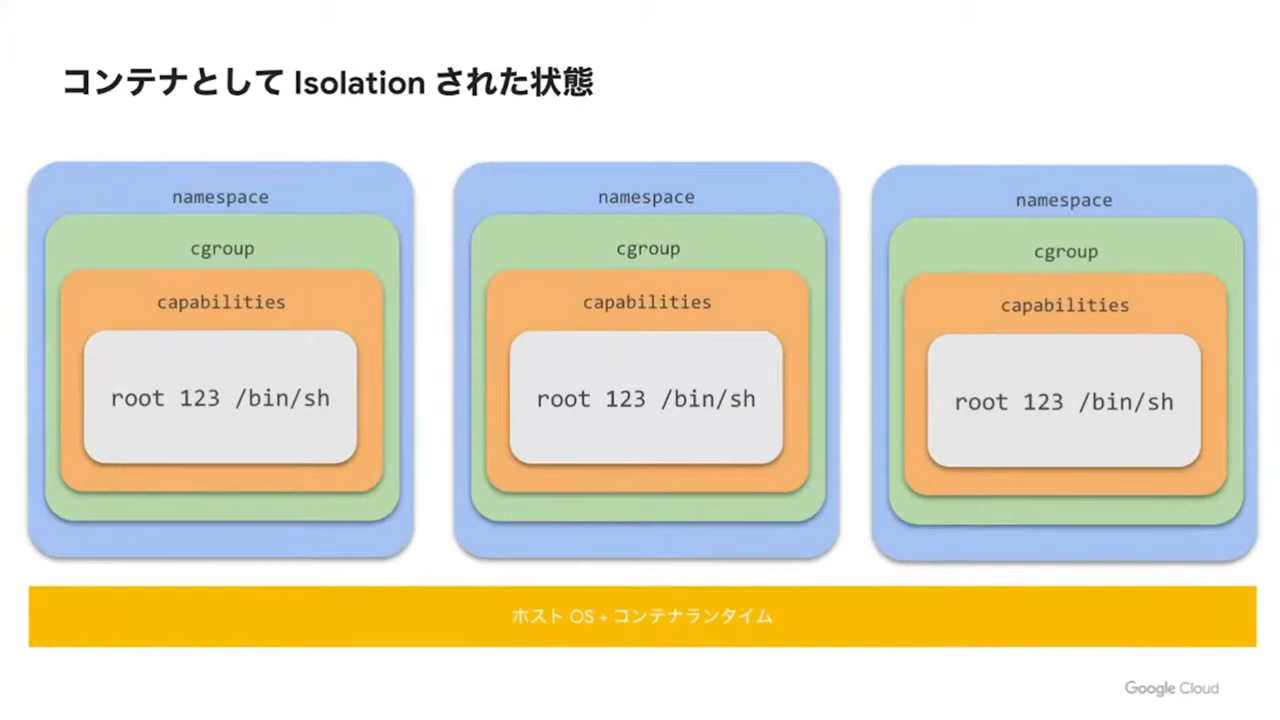 コンテナとして Isolation された状態
namespace
cgroup
capabilities
root 123 /bin/sh
namespace
cgroup
capabilities
root 123 /bin/sh
namespace
cgroup
capabilities
root 123 /bin/sh
ホスト OS + コンテナランタイム
Google Cloud